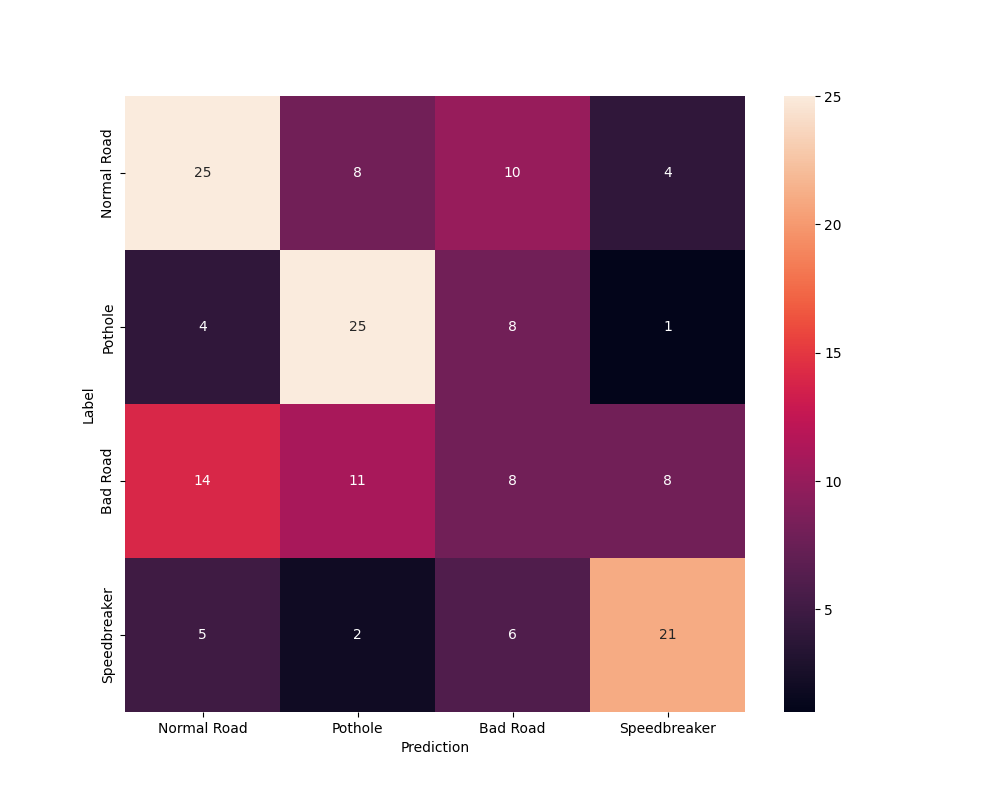 25 8 10 4
4 25 8 1
14 11 8 8
5 2 6 21
Normal Road
Pothole
Bad Road
Speedbreaker
Label
Normal Road Pothole Bad Road Speedbreaker
Prediction
25
20
15
10
5